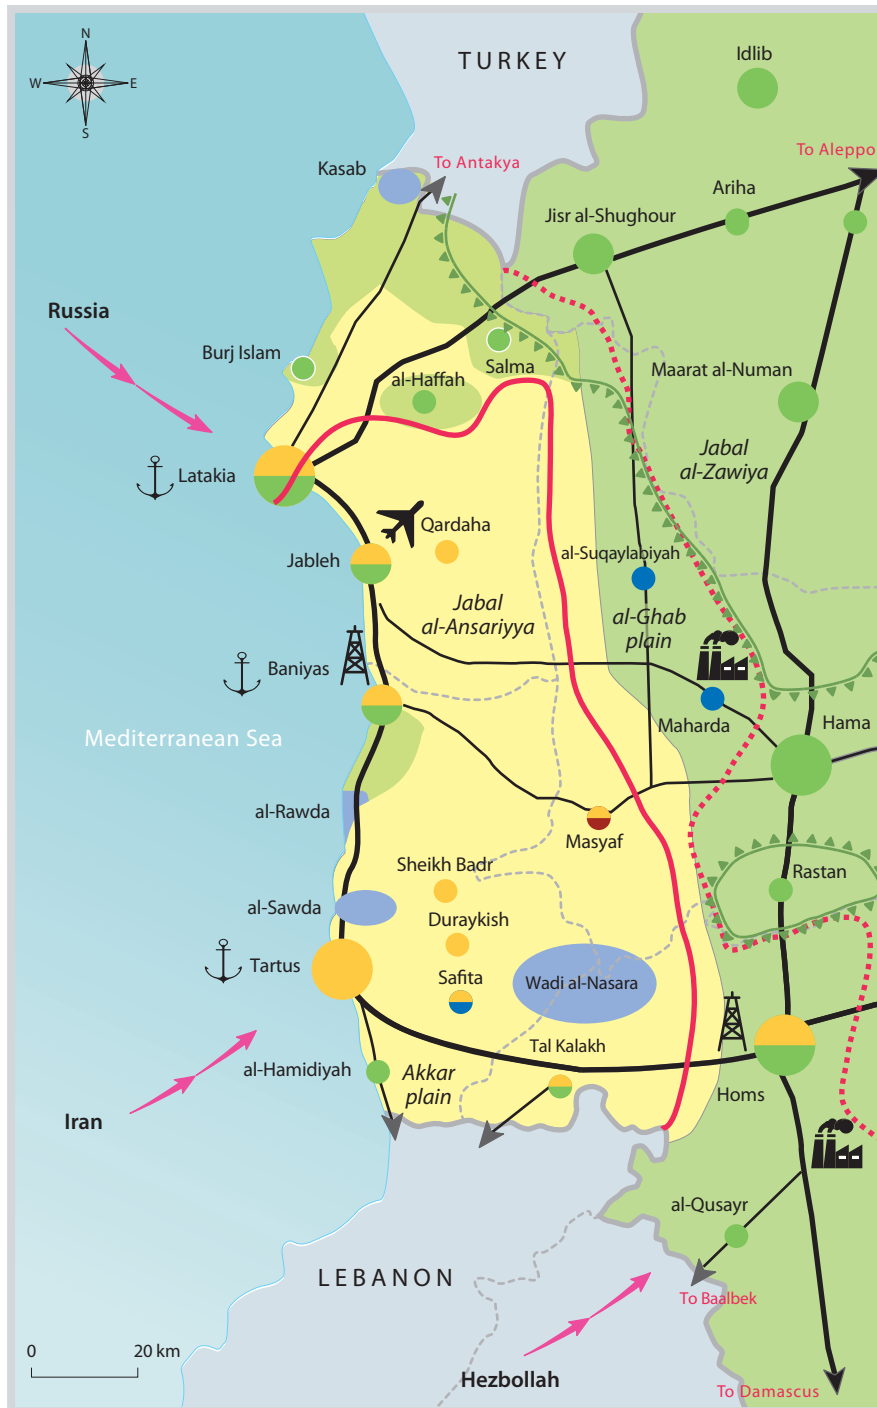 N
W
E
S
TURKEY
Idlib
To Aleppo
Kasab
To Antakya
Ariha
Jisr al-Shughour
Russia
Burj Islam
Salma
al-Haffah
Maarat al-Numan
Jabal
al-Zawiya
Latakia
Qardaha
Jableh
al-Suqaylabiyah
Jabal
al-Ansariyya
al-Ghab
plain
Baniyas
Maharda
Hama
Mediterranean Sea
al-Rawda
Masyaf
Sheikh Badr
Rastan
al-Sawda
Duraykish
Tartus
Safita
Wadi al-Nasara
Tal Kalakh
al-Hamidiyah
Akkar
plain
Homs
Iran
al-Qusayr
LEBANON
To Baalbek
0
20 km
Hezbollah
To Damascus